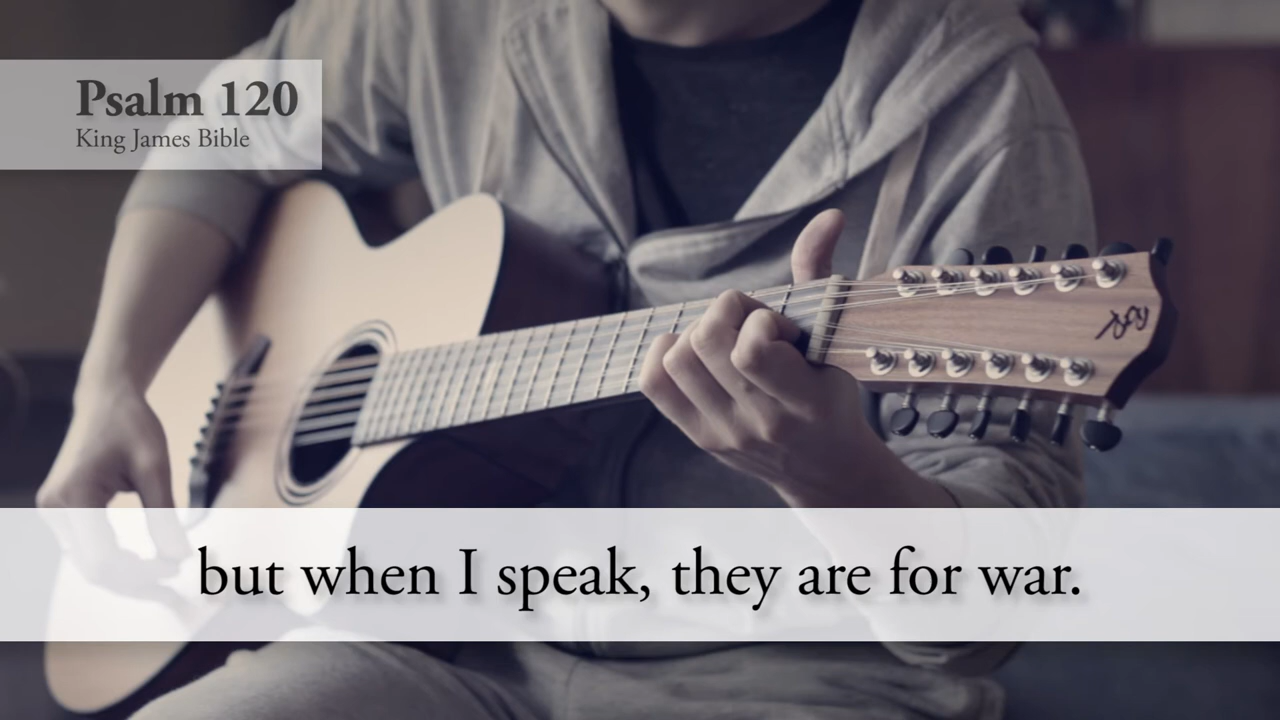 Psalm 120
King James Bible
but when I speak, they are for war.